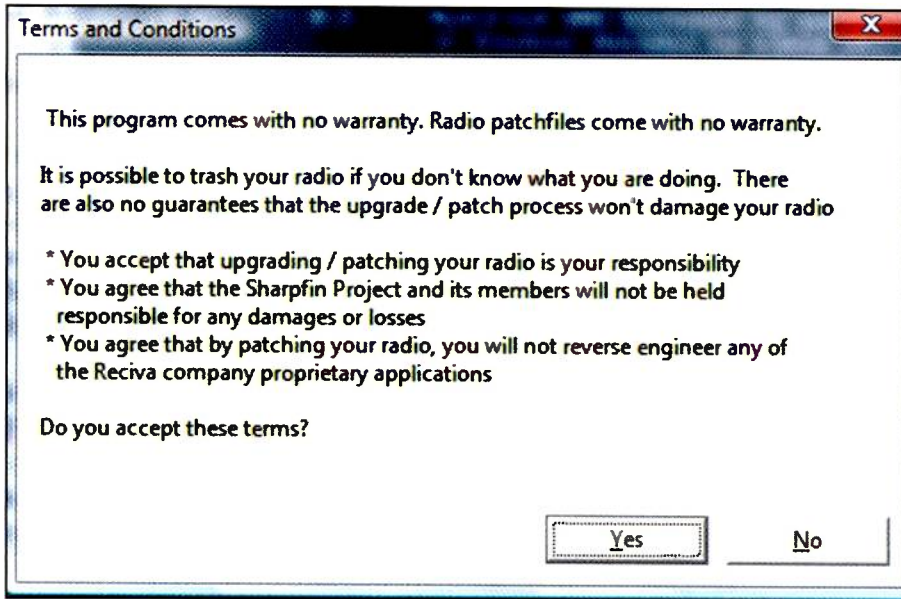 Terms and Conditions
X
This program comes with no warranty. Radio patchfiles come with no warranty.
It is possible to trash your radio if you don't know what you are doing. There
are also no guarantees that the upgrade / patch process won't damage your radio
* You accept that upgrading / patching your radio is your responsibility
* You agree that the Sharpfin Project and its members will not be held
responsible for any damages or losses
* You agree that by patching your radio, you will not reverse engineer any of
the Reciva company proprietary applications
Do you accept these terms?
Yes
No